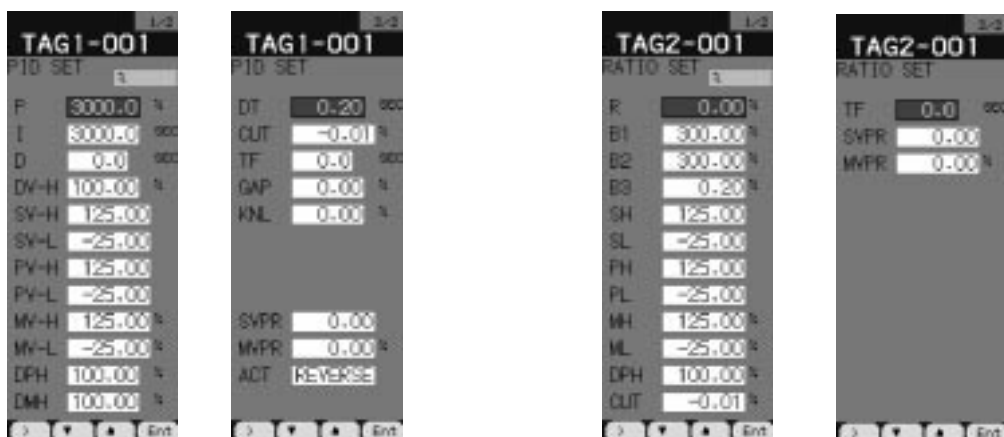 1/2
TAG1-001
PID SET
%
P 3000.0 %
I 3000.0 SEC
D 0.0 SEC
DV-H 100.00 %
SV-H 125.00
SV-L -25.00
PV-H 125.00
PV-L -25.00
MV-H 125.00 %
MV-L -25.00 %
DPH 100.00 %
DMH 100.00 %
> ▼ ▲ Ent
2/2
TAG1-001
PID SET
DT 0.20 SEC
CUT -0.01 %
TF 0.0 SEC
GAP 0.00 %
KNL 0.00 %
SVPR 0.00
MVPR 0.00 %
ACT REVERSE
> ▼ ▲ Ent
1/2
TAG2-001
RATIO SET
%
R 0.00 %
B1 300.00 %
B2 300.00 %
B3 0.20 %
SH 125.00
SL -25.00
PH 125.00
PL -25.00
MH 125.00 %
ML -25.00 %
DPH 100.00 %
CUT -0.01 %
> ▼ ▲ Ent
2/2
TAG2-001
RATIO SET
TF 0.0 SEC
SVPR 0.00
MVPR 0.00 %
> ▼ ▲ Ent